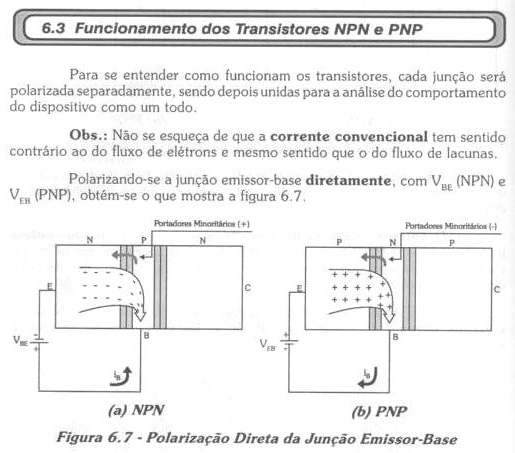 6.3 Funcionamento dos Transistores NPN e PNP
Para se entender como funcionam os transistores, cada junção será
polarizada separadamente, sendo depois unidas para a análise do comportamento
do dispositivo como um todo.
Obs.: Não se esqueça de que a corrente convencional tem sentido
contrário ao do fluxo de elétrons e mesmo sentido que o do fluxo de lacunas.
Polarizando-se a junção emissor-base diretamente, com VBE (NPN) e
VEB (PNP), obtém-se o que mostra a figura 6.7.
Portadores Minoritários (+)
N P N
E
C
B
VBE
- +
iB
(a) NPN
Portadores Minoritários (-)
P N P
E
C
B
VEB
+ -
iB
(b) PNP
Figura 6.7 - Polarização Direta da Junção Emissor-Base